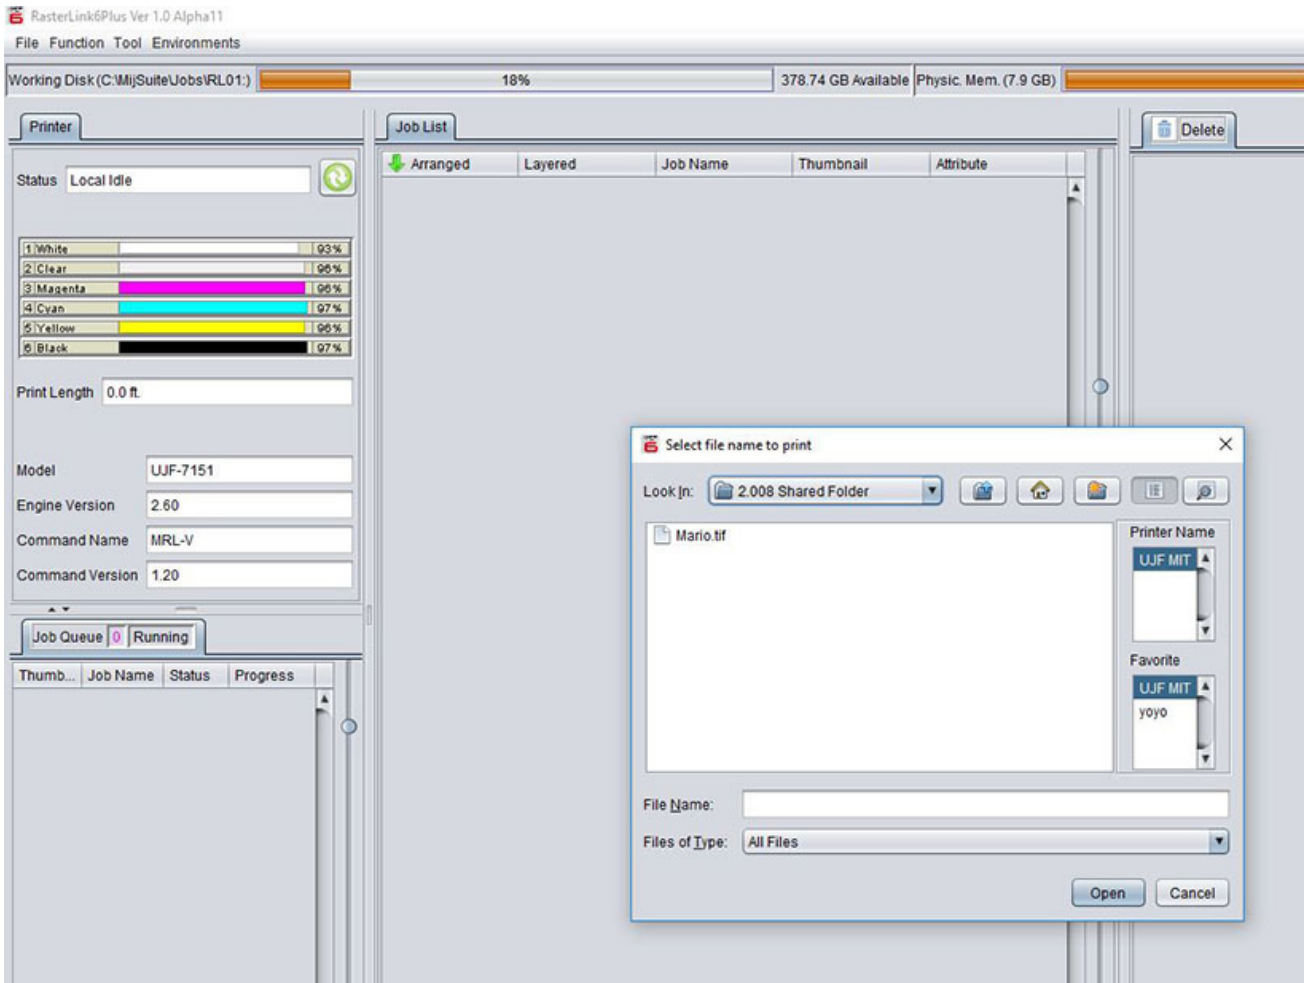 RasterLink6Plus Ver 1.0 Alpha11
File Function Tool Environments
Working Disk (C:\MijSuite\Jobs\RL01:) 18% 378.74 GB Available Physic. Mem. (7.9 GB)
Printer
Job List
Delete
Arranged Layered Job Name Thumbnail Attribute
Status Local Idle
1 White 93%
2 Clear 96%
3 Magenta 96%
4 Cyan 97%
5 Yellow 96%
6 Black 97%
Print Length 0.0 ft.
Model UJF-7151
Engine Version 2.60
Command Name MRL-V
Command Version 1.20
Job Queue 0 Running
Thumb... Job Name Status Progress
Select file name to print
Look In: 2.008 Shared Folder
Mario.tif
Printer Name
UJF MIT
Favorite
UJF MIT
yoyo
File Name:
Files of Type: All Files
Open Cancel